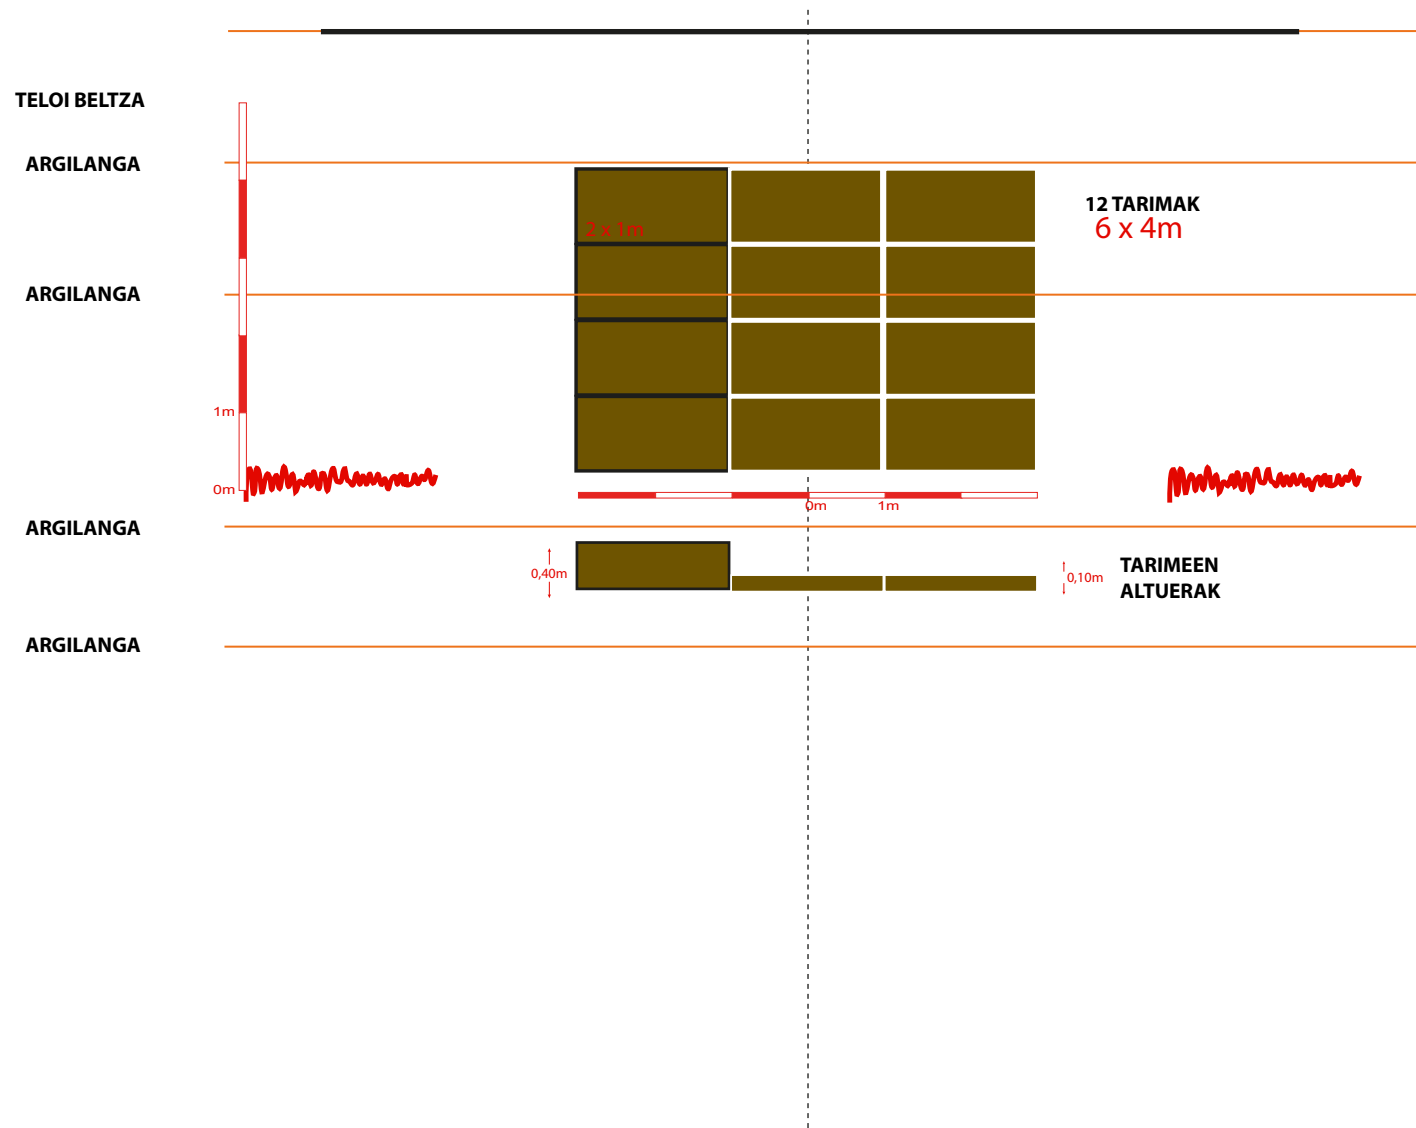 TELOI BELTZA
ARGILANGA
12 TARIMAK
6 x 4m
2 x 1m
ARGILANGA
1m
0m
0m 1m
ARGILANGA
0,40m
0,10m
TARIMEEN
ALTUERAK
ARGILANGA